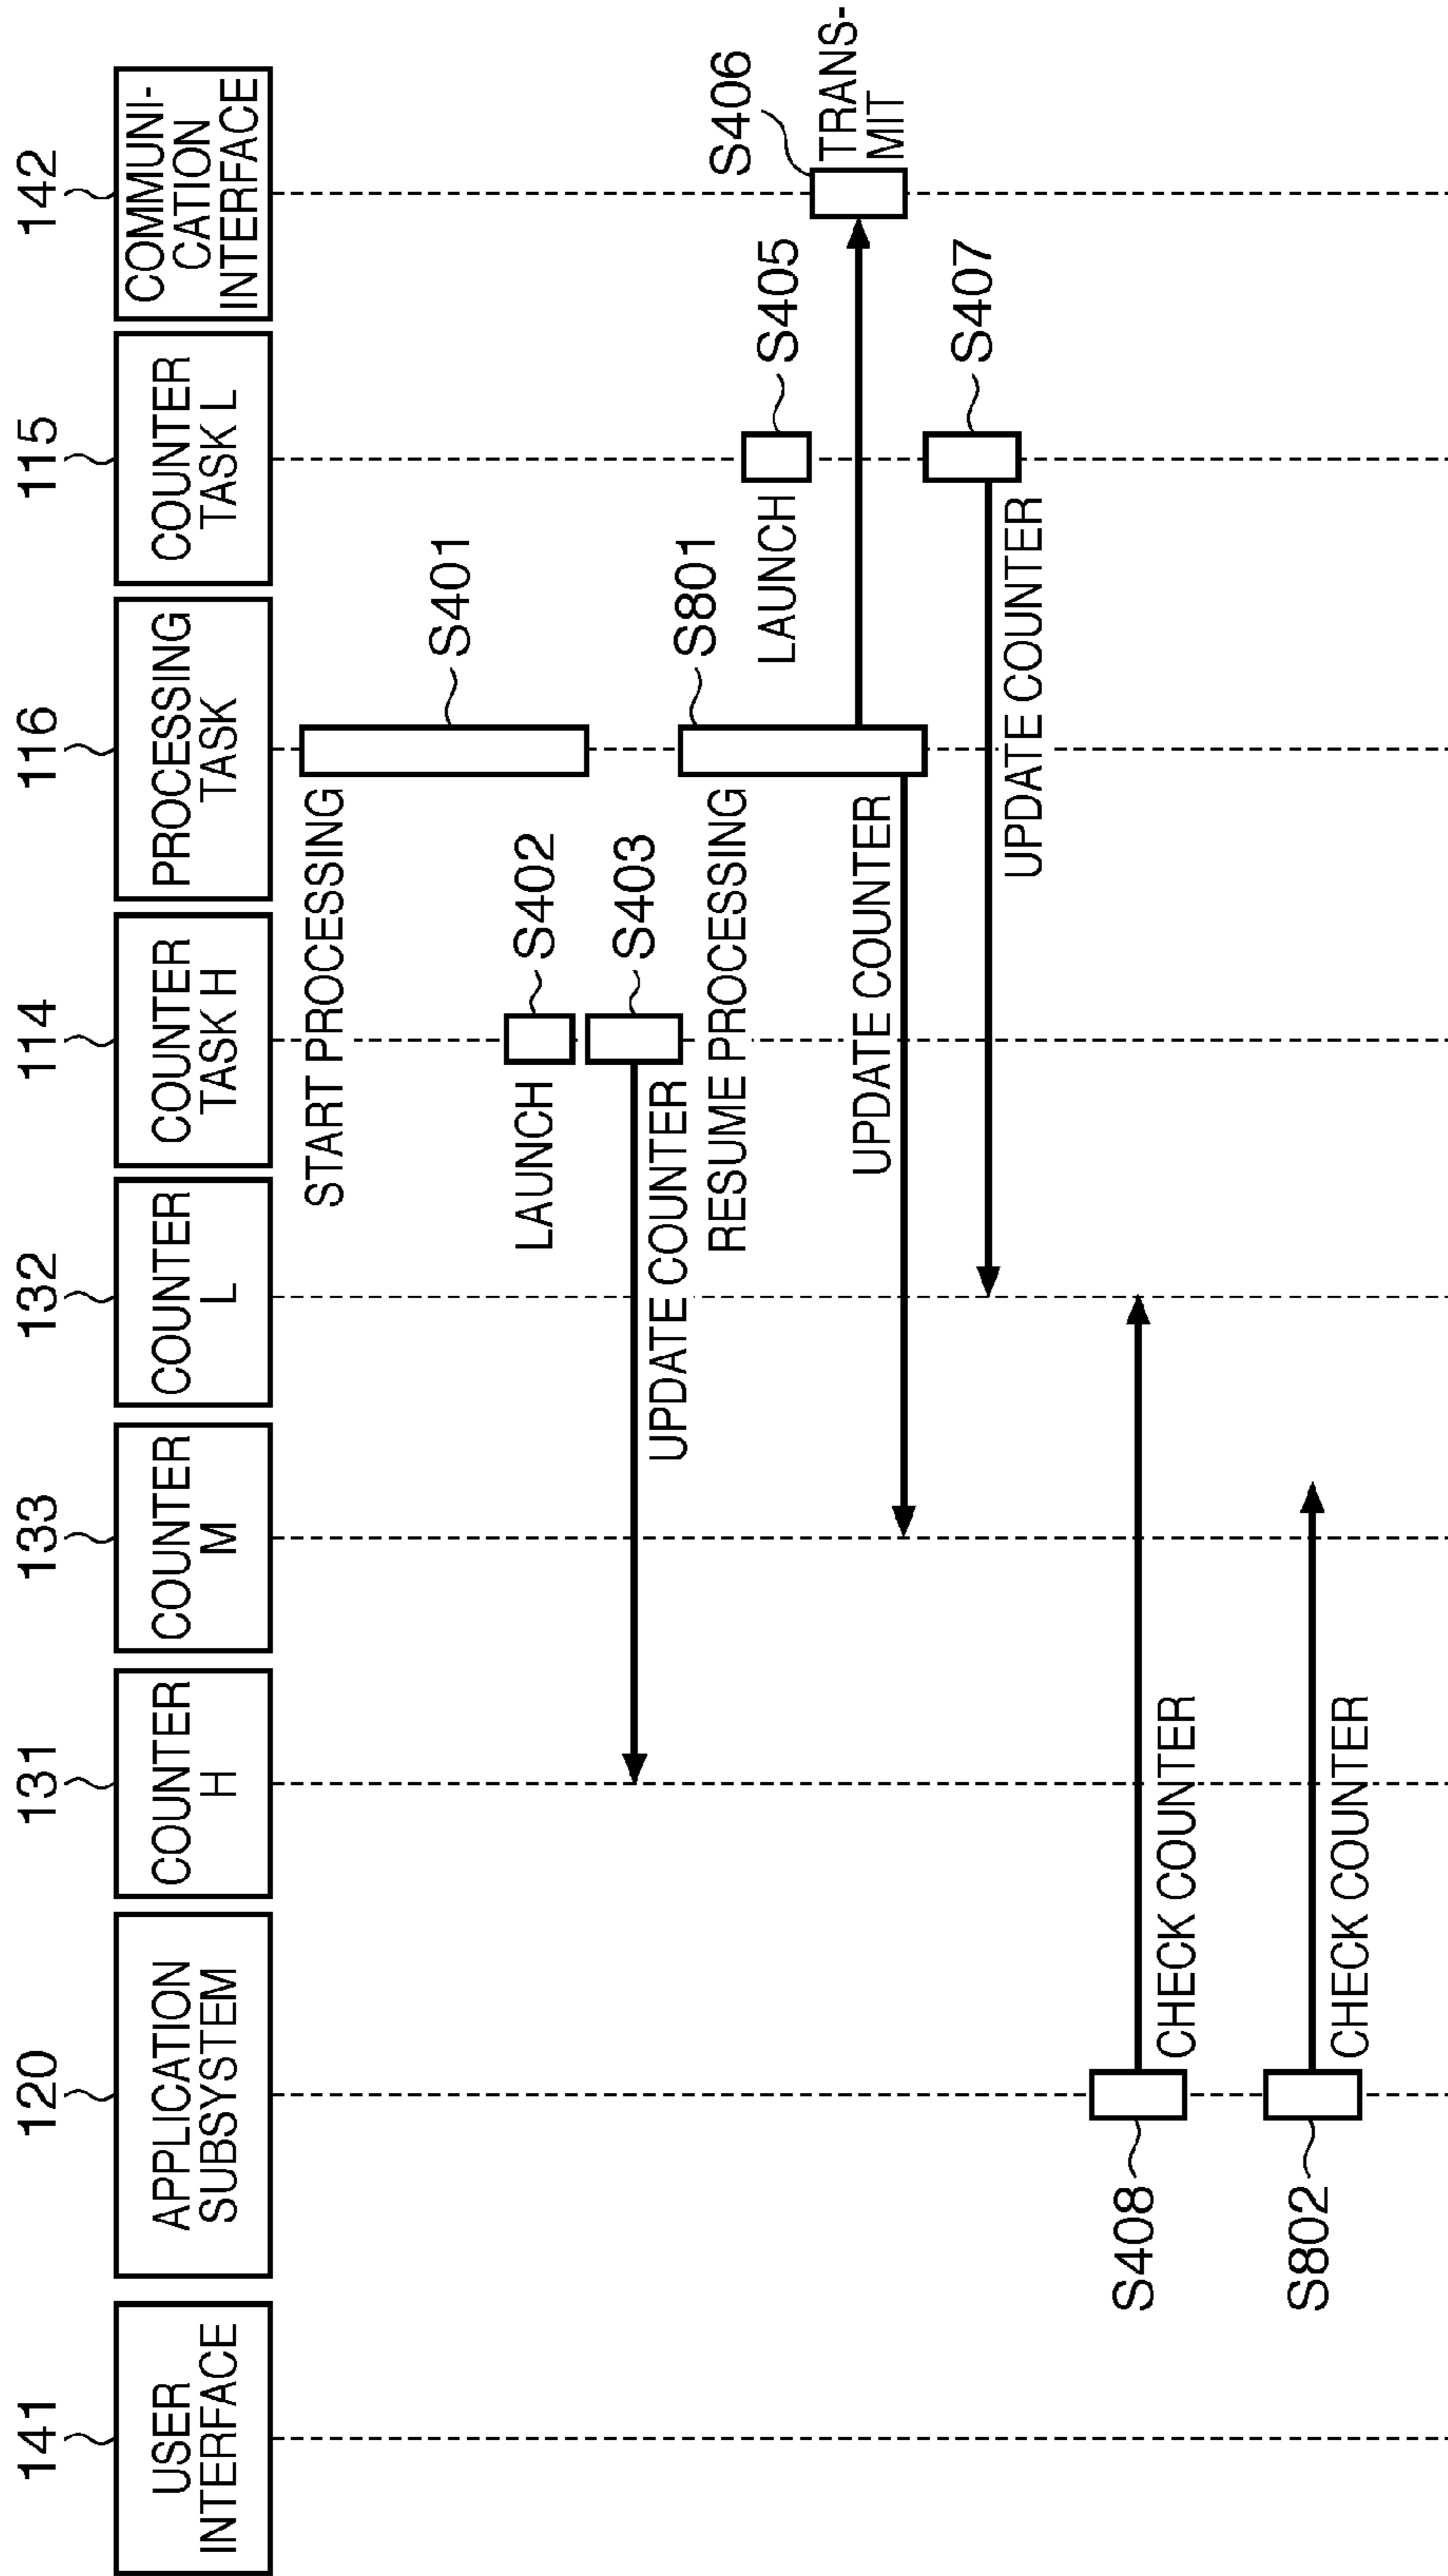 141
120
131
133
132
114
116
115
142
USER
INTERFACE
APPLICATION
SUBSYSTEM
COUNTER
H
COUNTER
M
COUNTER
L
COUNTER
TASK H
PROCESSING
TASK
COUNTER
TASK L
COMMUNI-
CATION
INTERFACE
START PROCESSING
S401
LAUNCH
S402
S403
UPDATE COUNTER
RESUME PROCESSING
S801
LAUNCH
S405
S406
TRANS-
MIT
UPDATE COUNTER
S407
UPDATE COUNTER
S408
CHECK COUNTER
S802
CHECK COUNTER